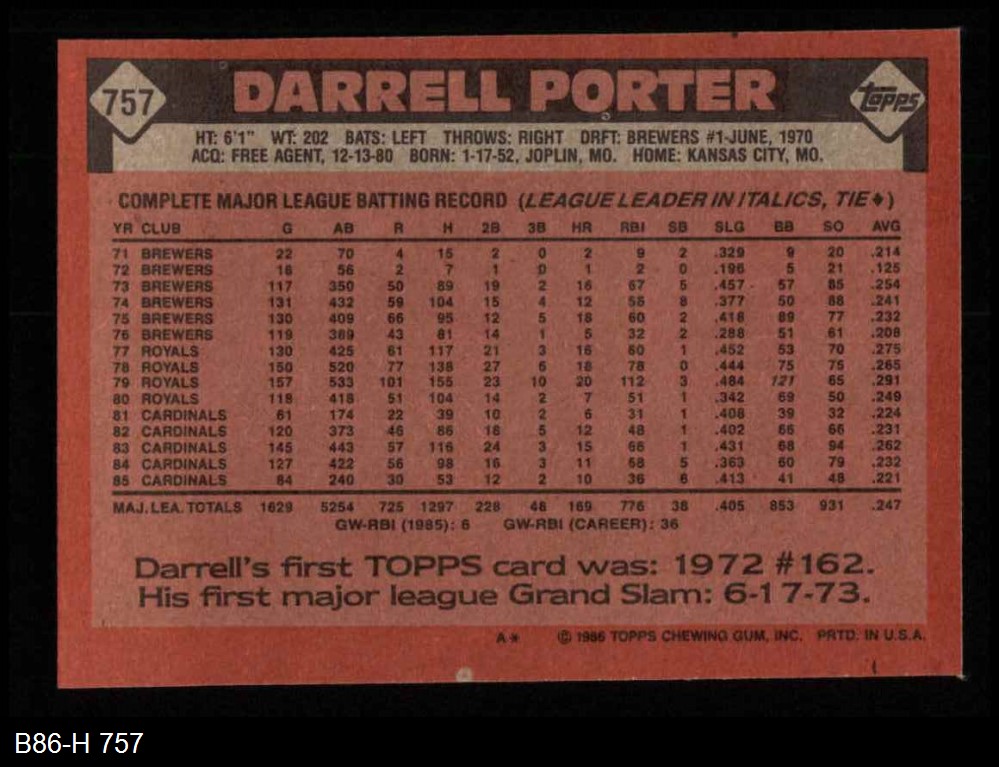 757
DARRELL PORTER
TOPPS
HT: 6'1" WT: 202 BATS: LEFT THROWS: RIGHT DRFT: BREWERS #1-JUNE, 1970
ACQ: FREE AGENT, 12-13-80 BORN: 1-17-52, JOPLIN, MO. HOME: KANSAS CITY, MO.
COMPLETE MAJOR LEAGUE BATTING RECORD (LEAGUE LEADER IN ITALICS, TIE♦)
YR CLUB G AB R H 2B 3B HR RBI SB SLG BB SO AVG
71 BREWERS 22 70 4 15 2 0 2 9 2 .329 9 20 .214
72 BREWERS 18 56 2 7 1 0 1 2 0 .196 5 21 .125
73 BREWERS 117 350 50 89 19 2 16 67 5 .457 57 85 .254
74 BREWERS 131 432 59 104 15 4 12 56 8 .377 50 88 .241
75 BREWERS 130 409 66 95 12 5 18 60 2 .418 89 77 .232
76 BREWERS 119 389 43 81 14 1 5 32 2 .288 51 61 .208
77 ROYALS 130 425 61 117 21 3 16 60 1 .452 53 70 .275
78 ROYALS 150 520 77 138 27 6 18 78 0 .444 75 75 .265
79 ROYALS 157 533 101 155 23 10 20 112 3 .484 121 65 .291
80 ROYALS 118 418 51 104 14 2 7 51 1 .342 69 50 .249
81 CARDINALS 61 174 22 39 10 2 6 31 1 .408 39 32 .224
82 CARDINALS 120 373 46 86 18 5 12 48 1 .402 66 66 .231
83 CARDINALS 145 443 57 116 24 3 15 66 1 .431 68 94 .262
84 CARDINALS 127 422 56 98 16 3 11 68 5 .363 60 79 .232
85 CARDINALS 84 240 30 53 12 2 10 36 6 .413 41 48 .221
MAJ. LEA. TOTALS 1629 5254 725 1297 228 48 169 776 38 .405 853 931 .247
GW-RBI (1985): 6 GW-RBI (CAREER): 36
Darrell's first TOPPS card was: 1972 #162.
His first major league Grand Slam: 6-17-73.
A* © 1986 TOPPS CHEWING GUM, INC. PRTD. IN U.S.A.
B86-H 757